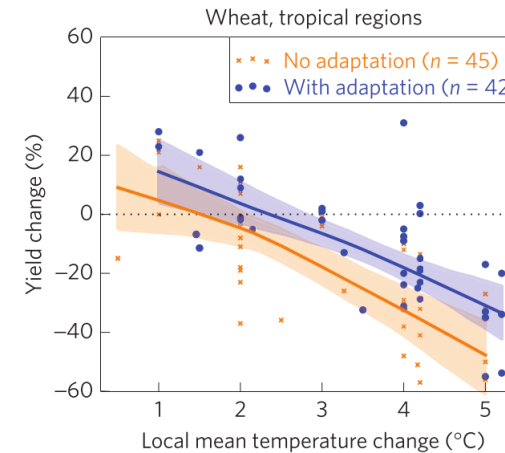 Wheat, tropical regions
No adaptation (n = 45)
With adaptation (n = 42
Yield change (%)
60
40
20
0
−20
−40
−60
1 2 3 4 5
Local mean temperature change (°C)